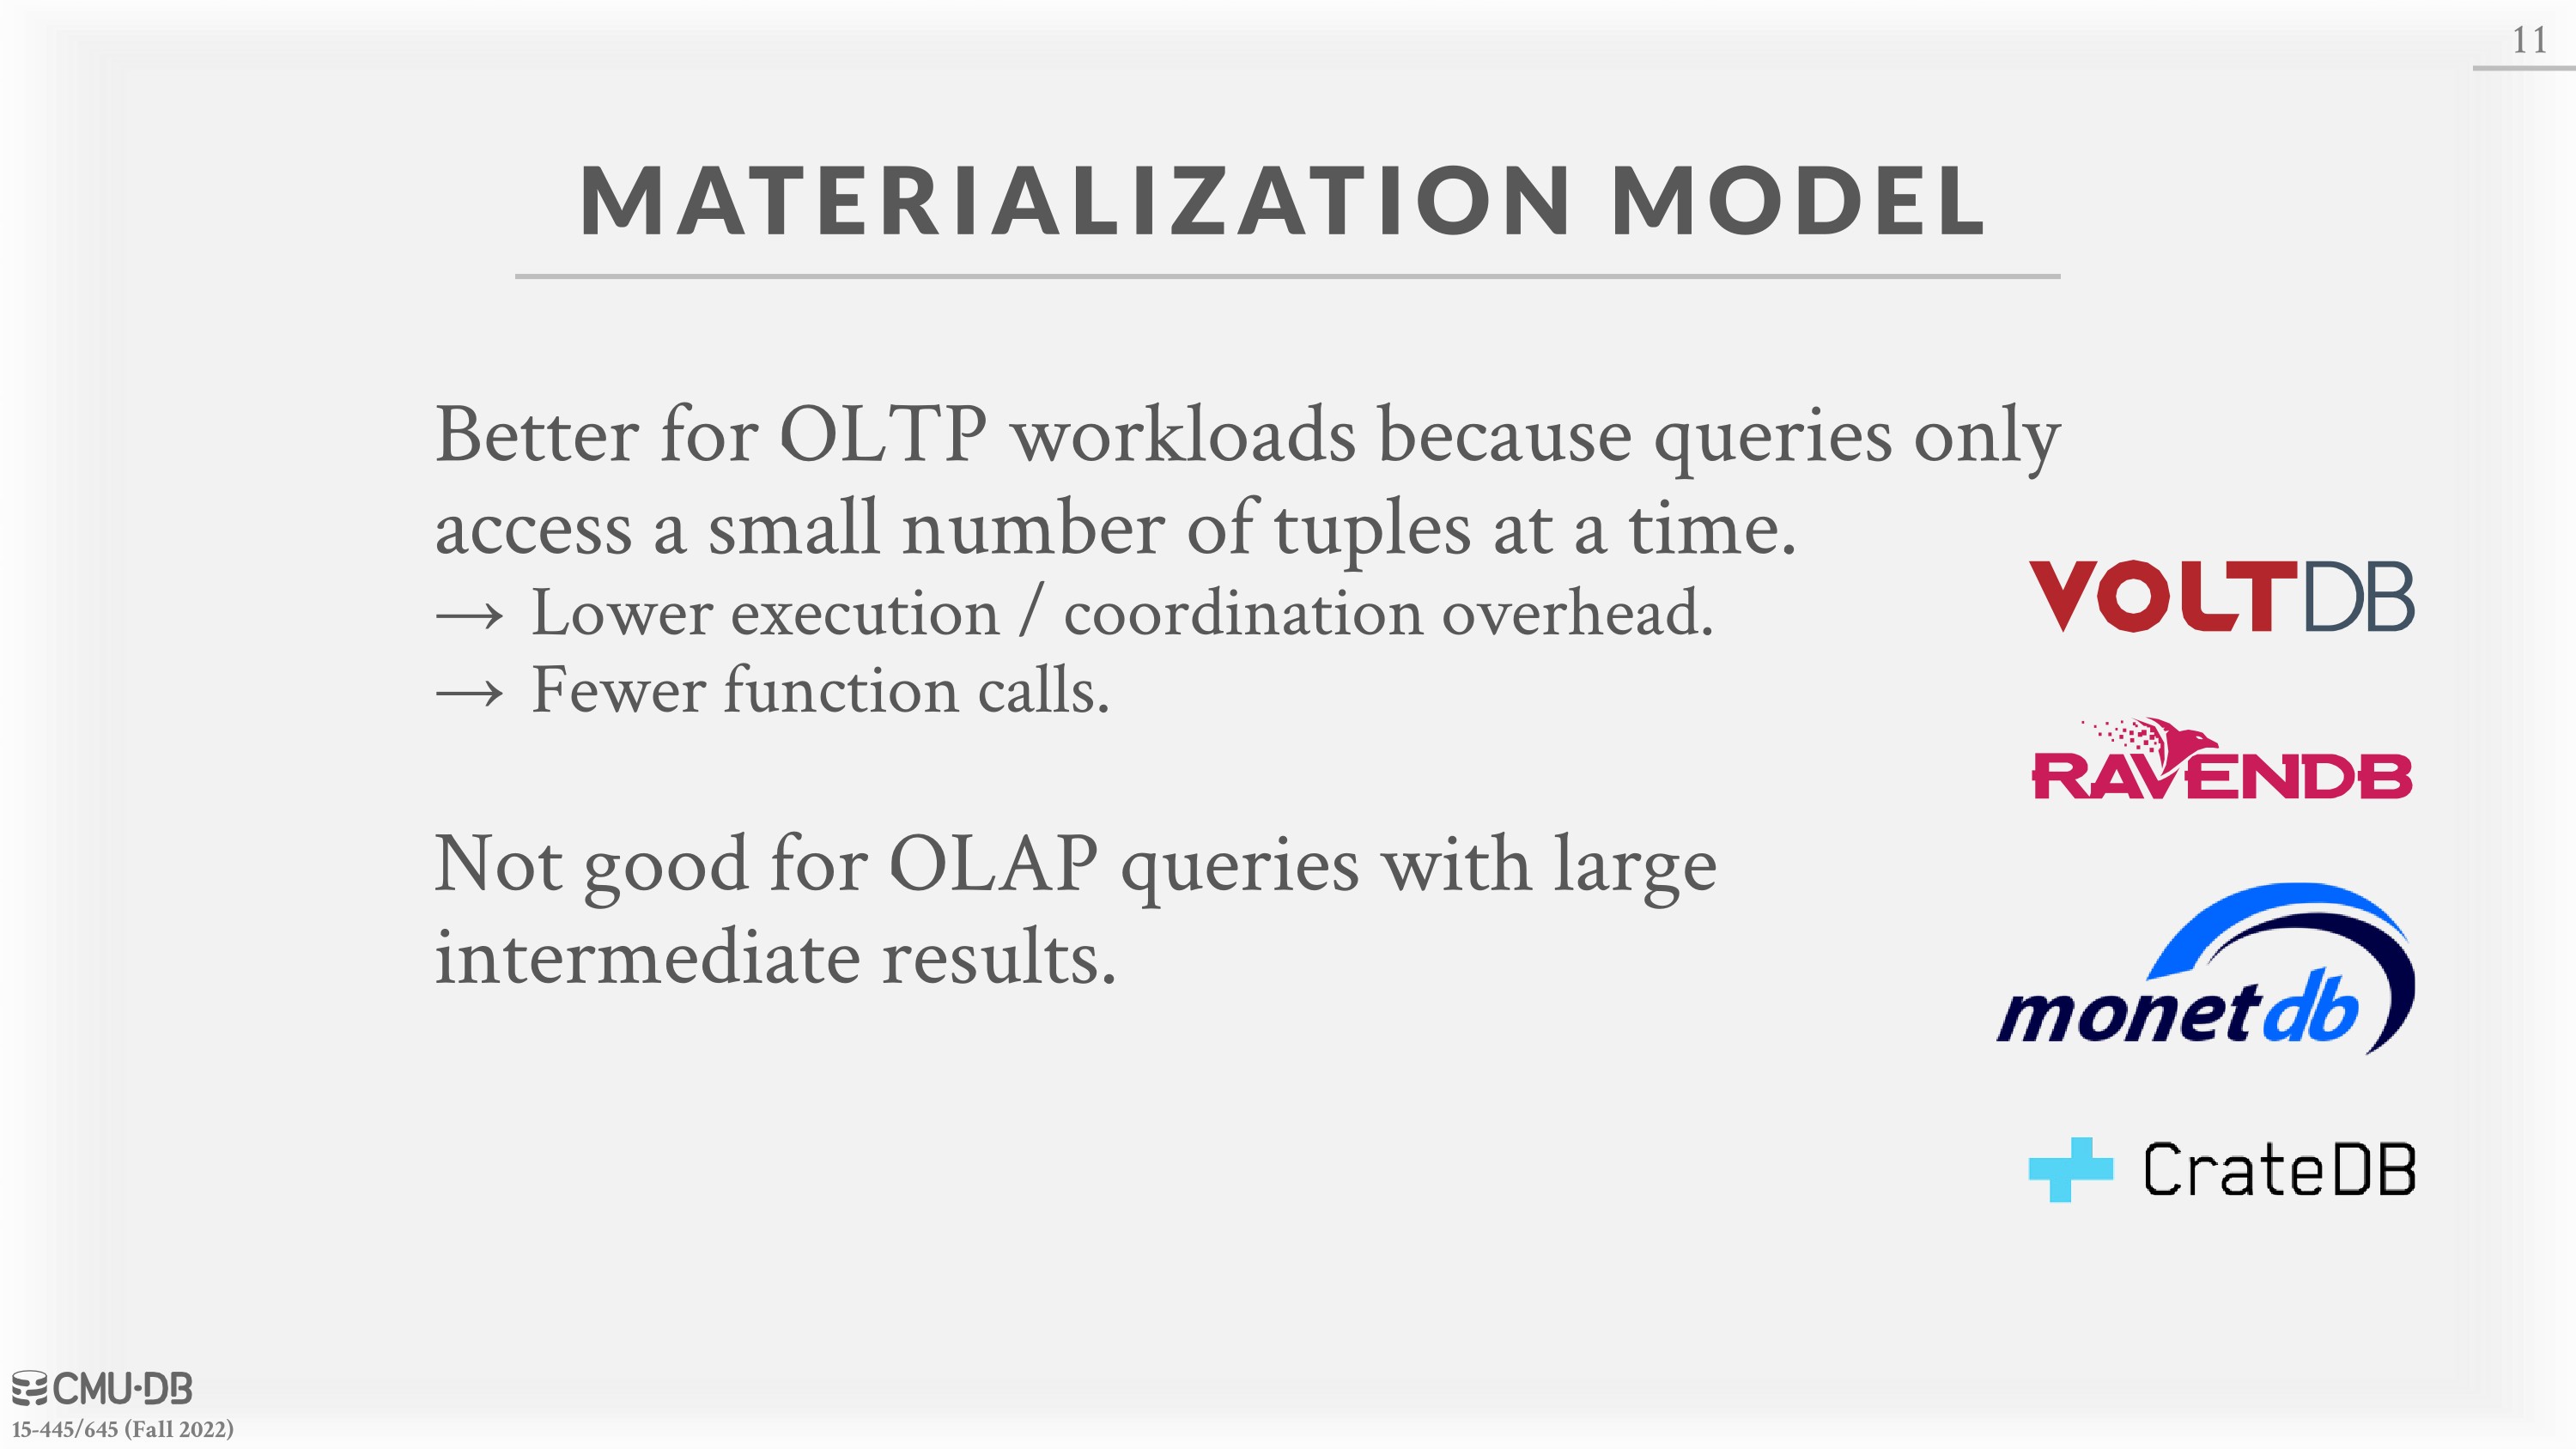 11
MATERIALIZATION MODEL
Better for OLTP workloads because queries only
access a small number of tuples at a time.
→ Lower execution / coordination overhead.
→ Fewer function calls.
Not good for OLAP queries with large
intermediate results.
VOLTDB
RAVENDB
monetdb
CrateDB
CMU·DB
15-445/645 (Fall 2022)